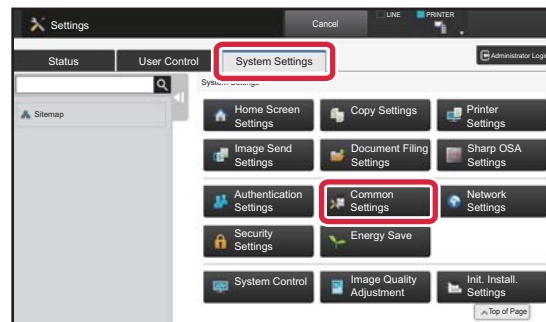 Settings
Cancel
LINE
PRINTER
Status
User Control
System Settings
Administrator Login
System Settings
Sitemap
Home Screen
Settings
Copy Settings
Printer
Settings
Image Send
Settings
Document Filing
Settings
Sharp OSA
Settings
Authentication
Settings
Common
Settings
Network
Settings
Security
Settings
Energy Save
System Control
Image Quality
Adjustment
Init. Install.
Settings
Top of Page